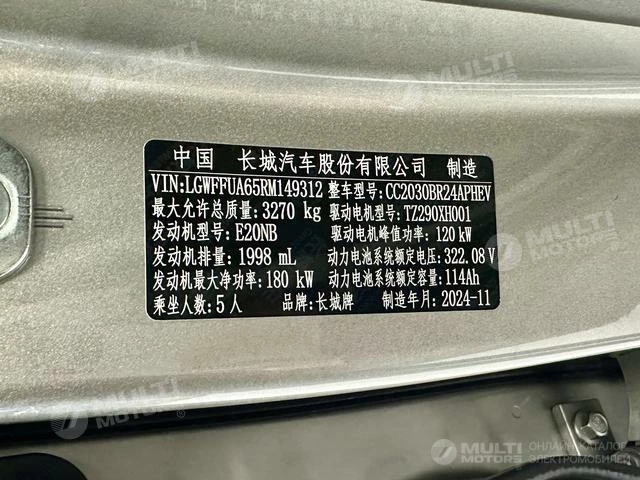 中国 长城汽车股份有限公司 制造
VIN:LGWFFUA65RM149312 整车型号:CC2030BR24APHEV
最大允许总质量:3270 kg 驱动电机型号:TZ290XH001
发动机型号:E20NB 驱动电机峰值功率:120 kW
发动机排量:1998 mL 动力电池系统额定电压:322.08 V
发动机最大净功率:180 kW 动力电池系统额定容量:114Ah
乘坐人数:5人 品牌:长城牌 制造年月:2024-11
MULTI MOTORS
MULTI MOTORS
MULTI MOTORS
MULTI MOTORS
MULTI MOTORS ОНЛАЙН-КАТАЛОГ ЭЛЕКТРОМОБИЛЕЙ